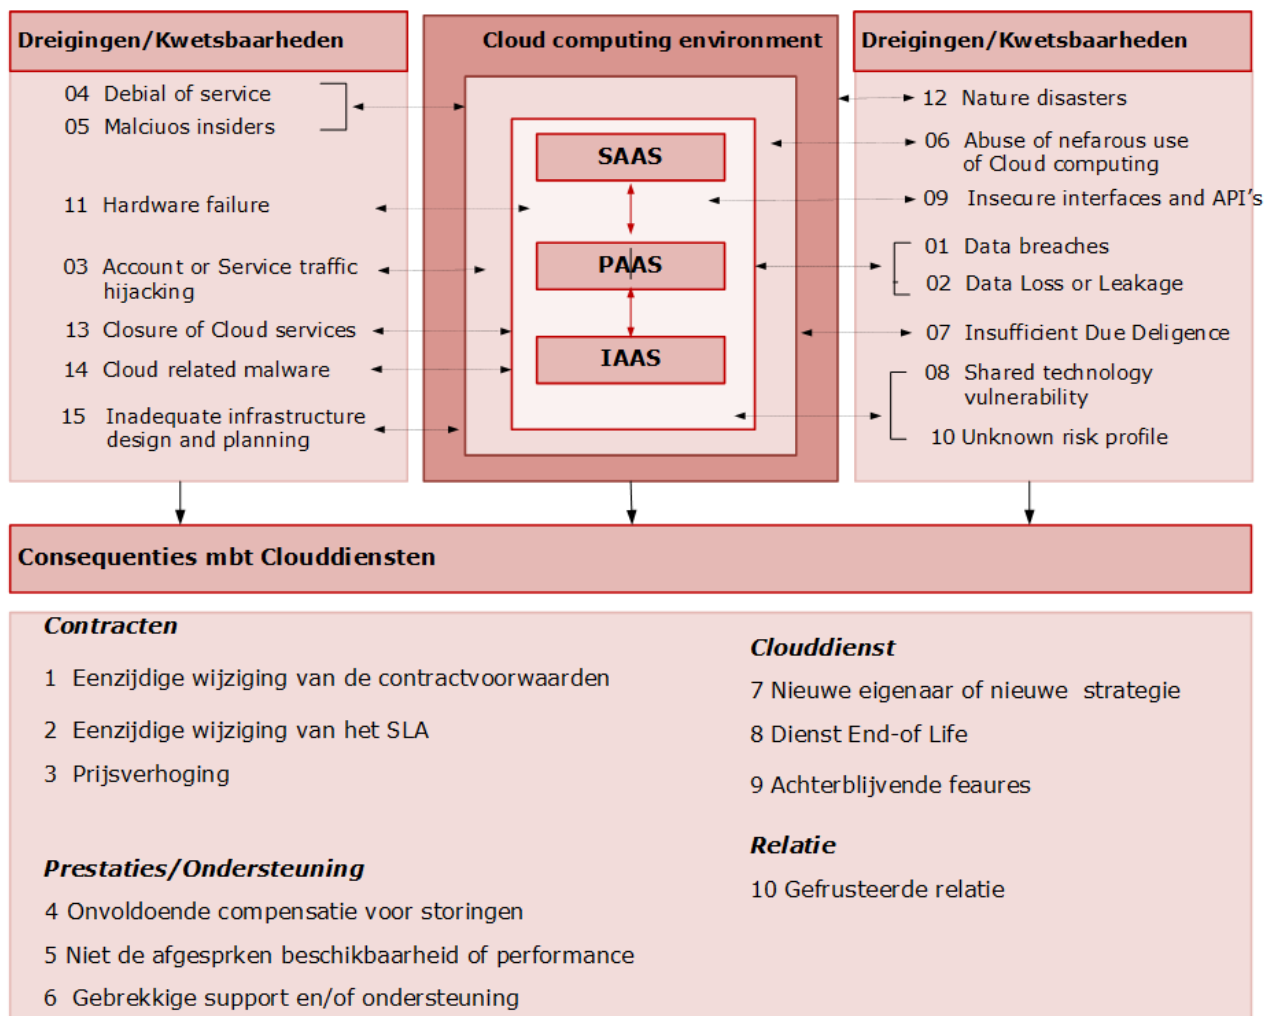 Dreigingen/Kwetsbaarheden
04 Debial of service
05 Malciuos insiders
11 Hardware failure
03 Account or Service traffic
hijacking
13 Closure of Cloud services
14 Cloud related malware
15 Inadequate infrastructure
design and planning
Cloud computing environment
SAAS
PAAS
IAAS
Dreigingen/Kwetsbaarheden
12 Nature disasters
06 Abuse of nefarous use
of Cloud computing
09 Insecure interfaces and API's
01 Data breaches
02 Data Loss or Leakage
07 Insufficient Due Deligence
08 Shared technology
vulnerability
10 Unknown risk profile
Consequenties mbt Clouddiensten
Contracten
1 Eenzijdige wijziging van de contractvoorwaarden
2 Eenzijdige wijziging van het SLA
3 Prijsverhoging
Prestaties/Ondersteuning
4 Onvoldoende compensatie voor storingen
5 Niet de afgesprken beschikbaarheid of performance
6 Gebrekkige support en/of ondersteuning
Clouddienst
7 Nieuwe eigenaar of nieuwe strategie
8 Dienst End-of Life
9 Achterblijvende feaures
Relatie
10 Gefrusteerde relatie